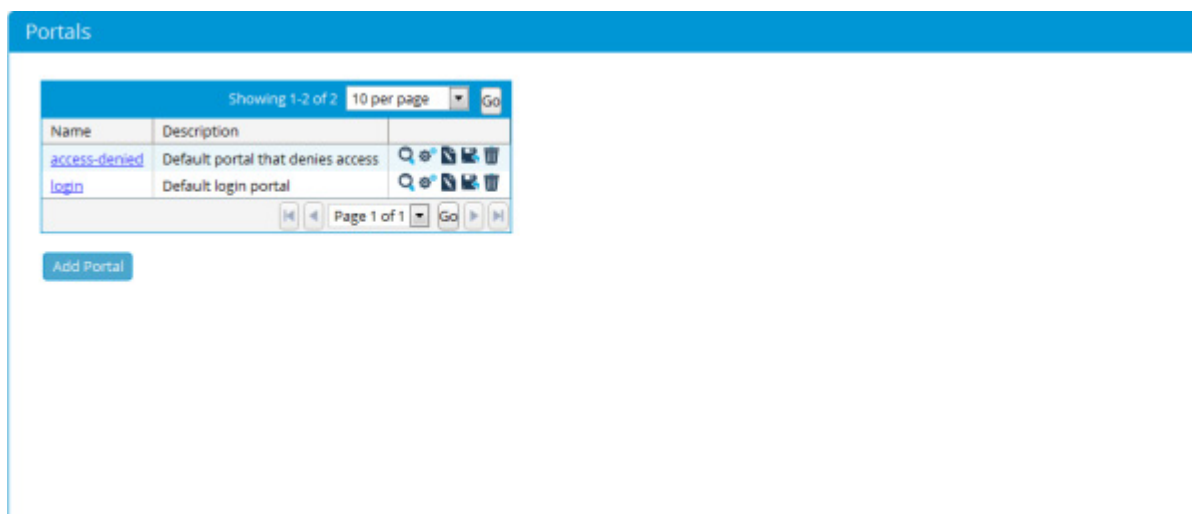 Portals
Showing 1-2 of 2 10 per page Go
Name Description
access-denied Default portal that denies access
login Default login portal
Page 1 of 1 Go
Add Portal